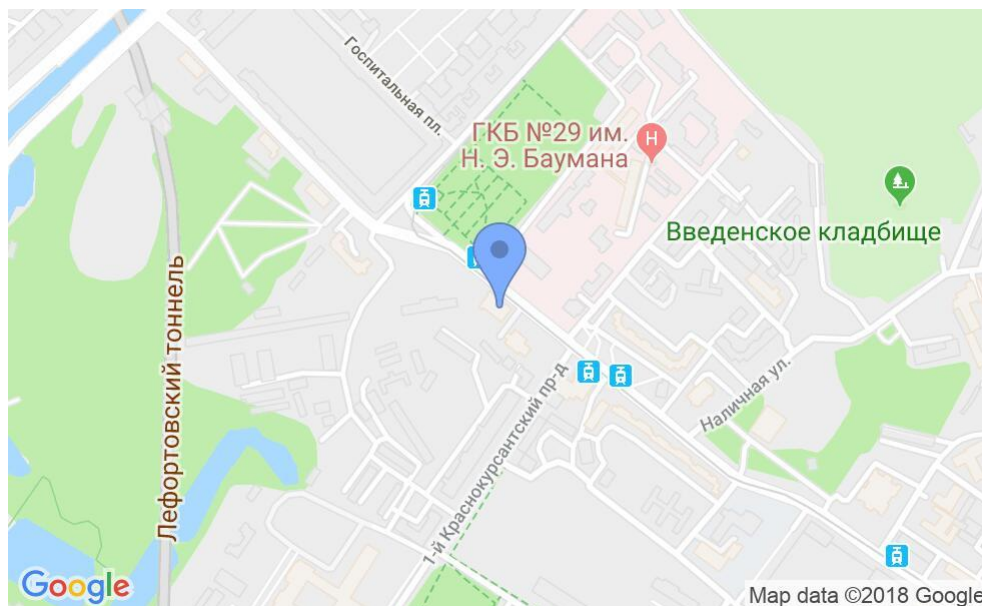 Госпитальная пл.
ГКБ №29 им.
Н. Э. Баумана
H
Введенское кладбище
Лефортовский тоннель
Наличная ул.
1-й Краснокурсантский пр-д
Google
Map data ©2018 Google